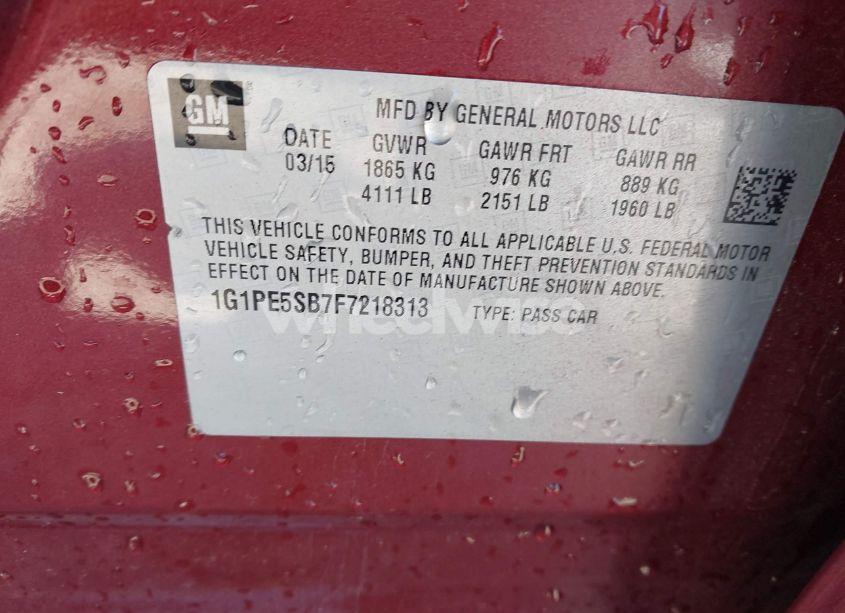 GM
MFD BY GENERAL MOTORS LLC
DATE GVWR GAWR FRT GAWR RR
03/15 1865 KG 976 KG 889 KG
4111 LB 2151 LB 1960 LB
THIS VEHICLE CONFORMS TO ALL APPLICABLE U.S. FEDERAL MOTOR
VEHICLE SAFETY, BUMPER, AND THEFT PREVENTION STANDARDS IN
EFFECT ON THE DATE OF MANUFACTURE SHOWN ABOVE.
1G1PE5SB7F7218313 TYPE: PASS CAR
wheelwise